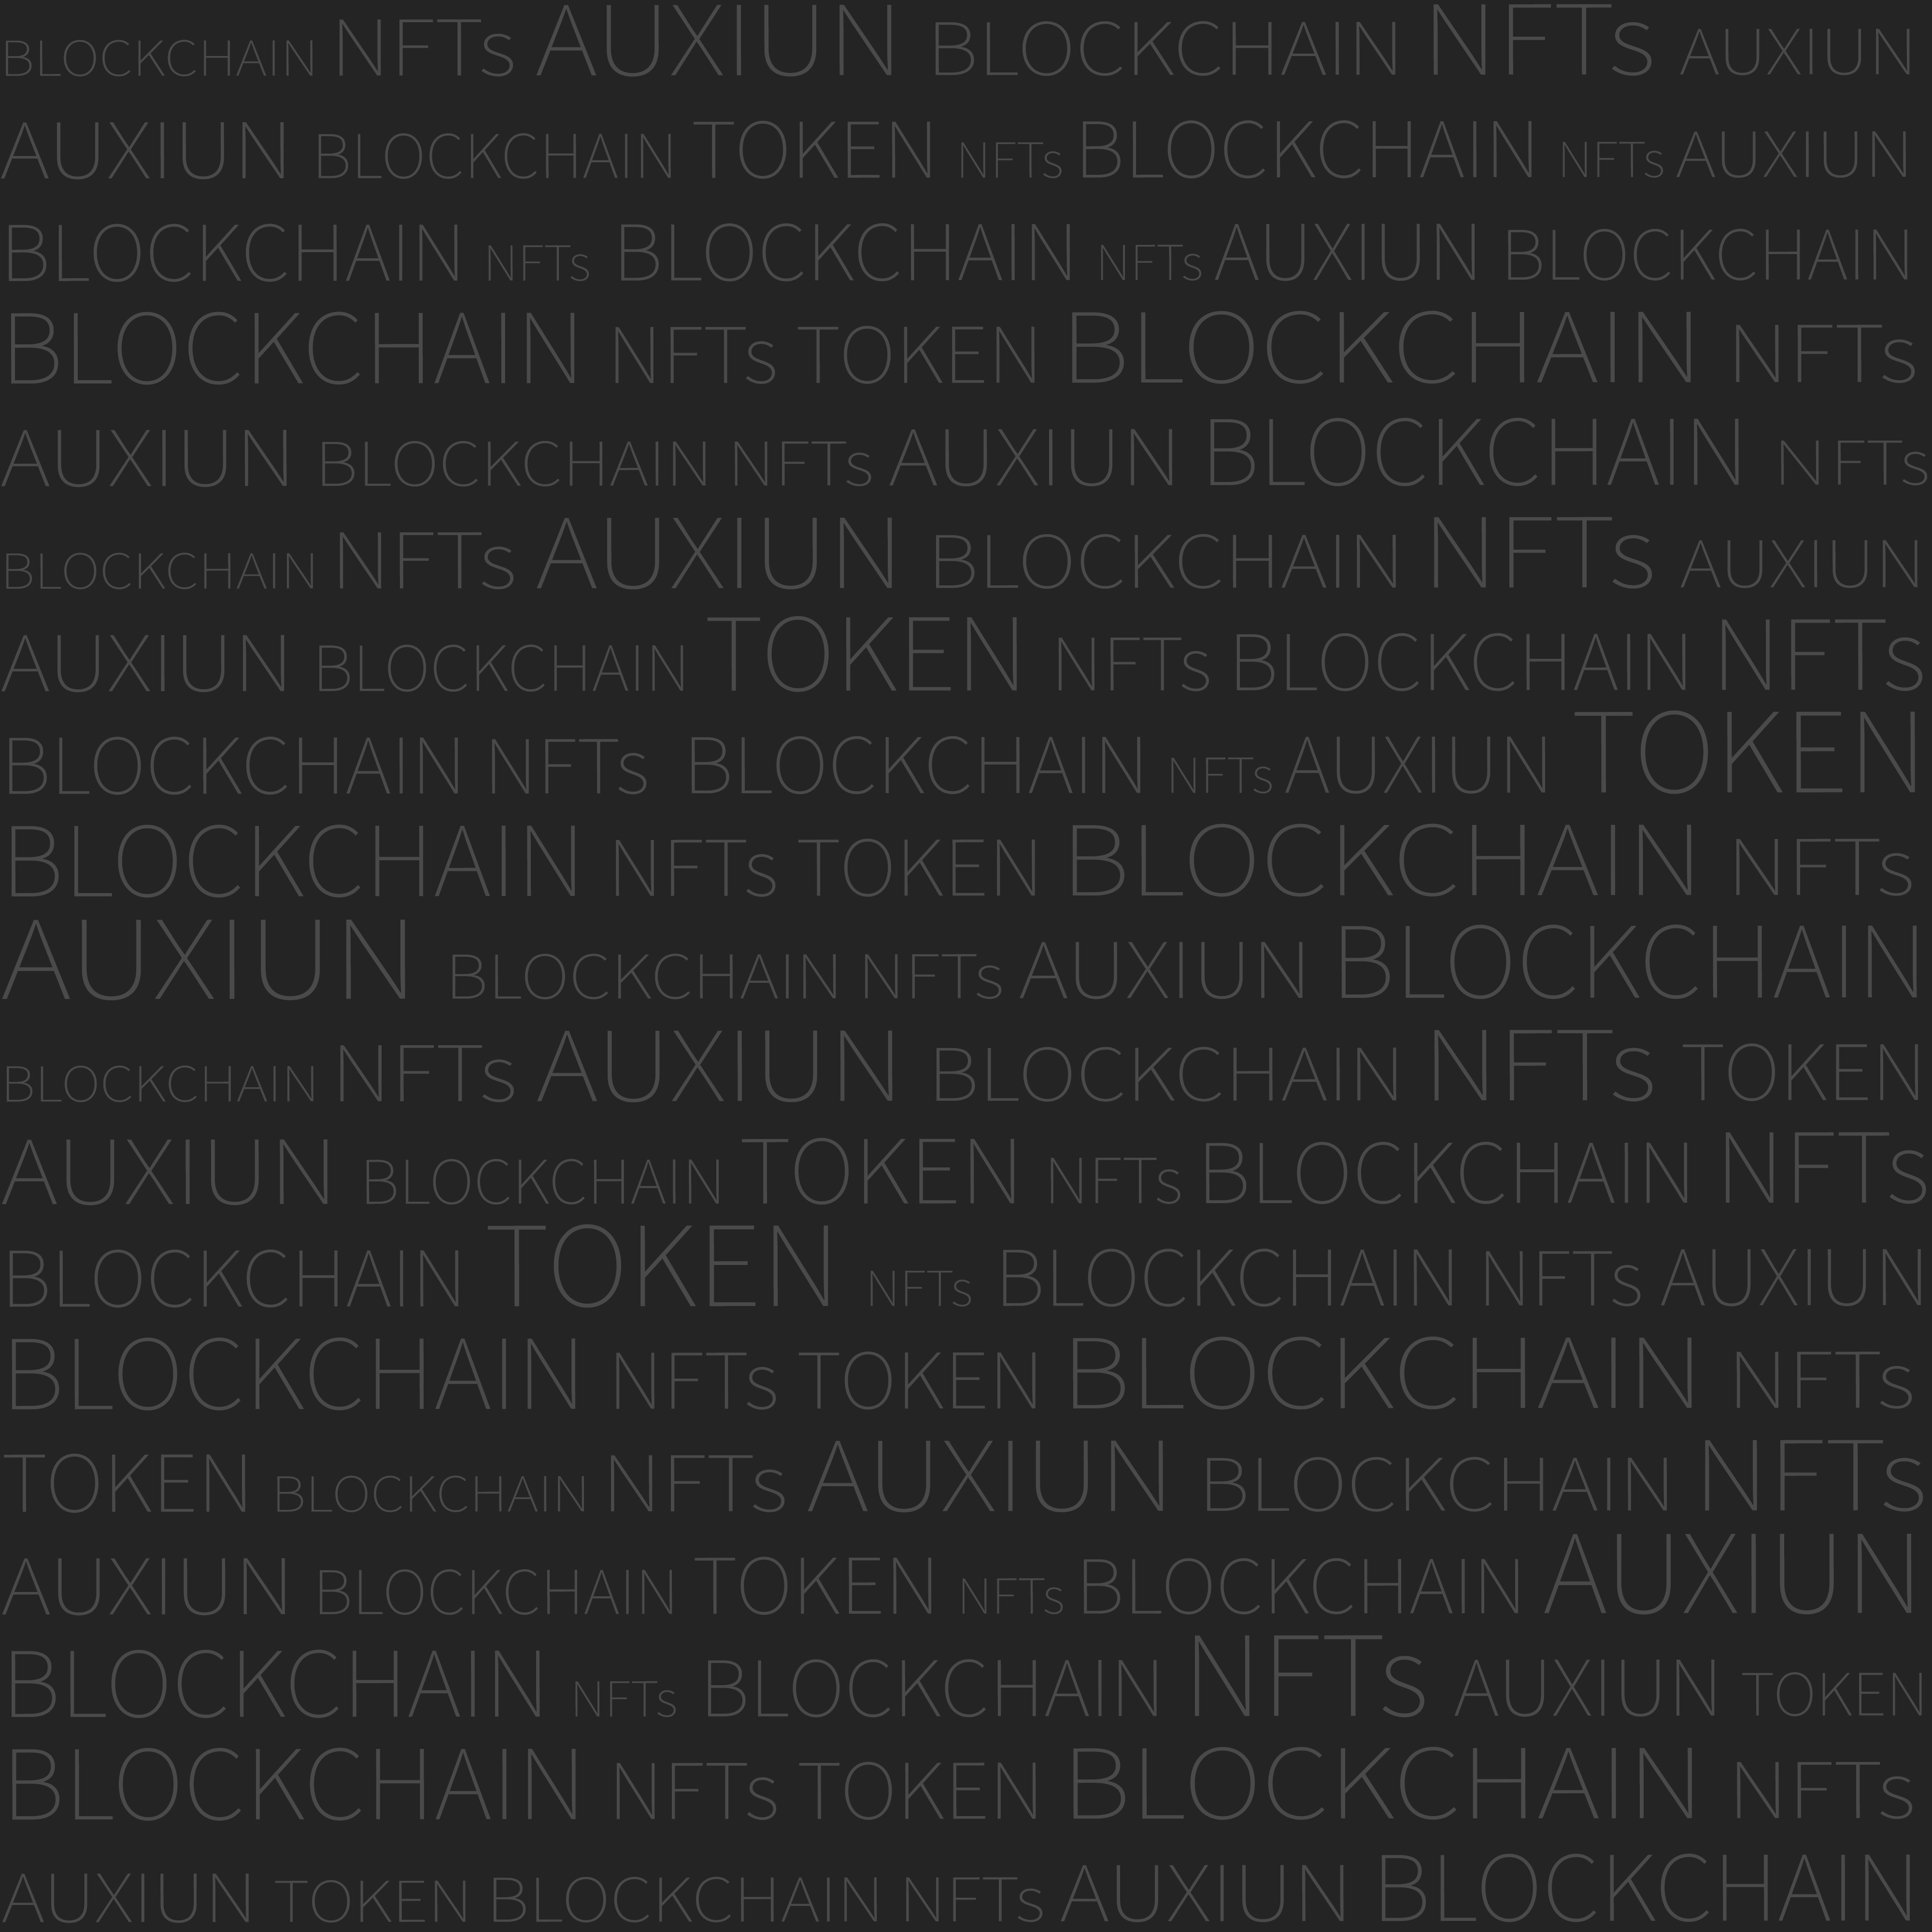 BLOCKCHAIN NFTs AUXIUN BLOCKCHAIN NFTs AUXIUN
AUXIUN BLOCKCHAIN TOKEN NFTs BLOCKCHAIN NFTs AUXIUN
BLOCKCHAIN NFTs BLOCKCHAIN NFTs AUXIUN BLOCKCHAIN
BLOCKCHAIN NFTs TOKEN BLOCKCHAIN NFTs
AUXIUN BLOCKCHAIN NFTs AUXIUN BLOCKCHAIN NFTs
BLOCKCHAIN NFTs AUXIUN BLOCKCHAIN NFTs AUXIUN
AUXIUN BLOCKCHAIN TOKEN NFTs BLOCKCHAIN NFTs
BLOCKCHAIN NFTs BLOCKCHAIN NFTs AUXIUN TOKEN
BLOCKCHAIN NFTs TOKEN BLOCKCHAIN NFTs
AUXIUN BLOCKCHAIN NFTs AUXIUN BLOCKCHAIN
BLOCKCHAIN NFTs AUXIUN BLOCKCHAIN NFTs TOKEN
AUXIUN BLOCKCHAIN TOKEN NFTs BLOCKCHAIN NFTs
BLOCKCHAIN TOKEN NFTs BLOCKCHAIN NFTs AUXIUN
BLOCKCHAIN NFTs TOKEN BLOCKCHAIN NFTs
TOKEN BLOCKCHAIN NFTs AUXIUN BLOCKCHAIN NFTs
AUXIUN BLOCKCHAIN TOKEN NFTs BLOCKCHAIN AUXIUN
BLOCKCHAIN NFTs BLOCKCHAIN NFTs AUXIUN TOKEN
BLOCKCHAIN NFTs TOKEN BLOCKCHAIN NFTs
AUXIUN TOKEN BLOCKCHAIN NFTs AUXIUN BLOCKCHAIN